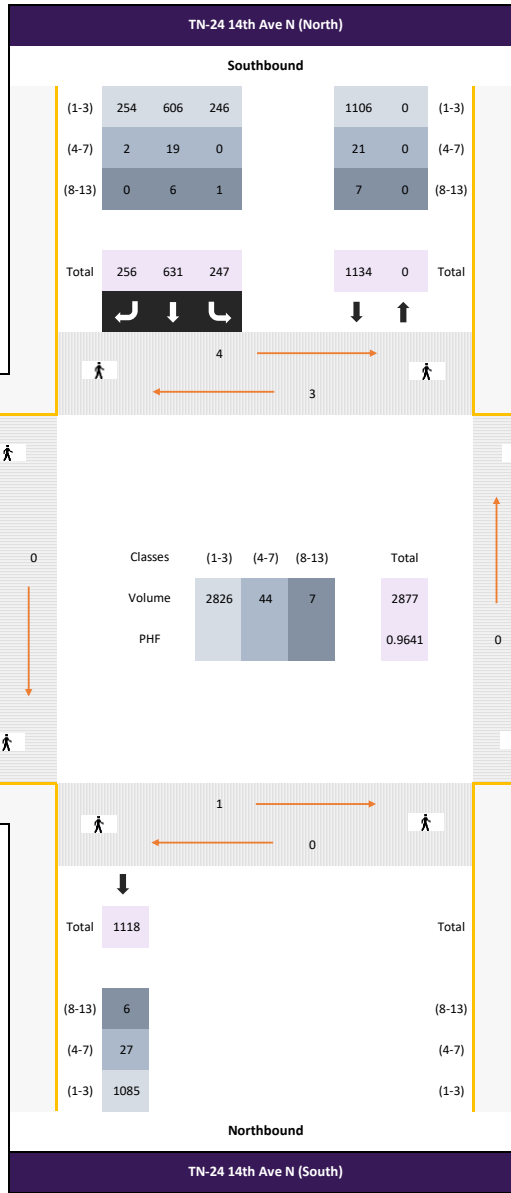 TN-24 14th Ave N (North)
Southbound
(1-3) 254 606 246 1106 0 (1-3)
(4-7) 2 19 0 21 0 (4-7)
(8-13) 0 6 1 7 0 (8-13)
Total 256 631 247 1134 0 Total
4
3
0
Classes (1-3) (4-7) (8-13) Total
Volume 2826 44 7 2877
PHF 0.9641
0
1
0
Total 1118 Total
(8-13) 6 (8-13)
(4-7) 27 (4-7)
(1-3) 1085 (1-3)
Northbound
TN-24 14th Ave N (South)